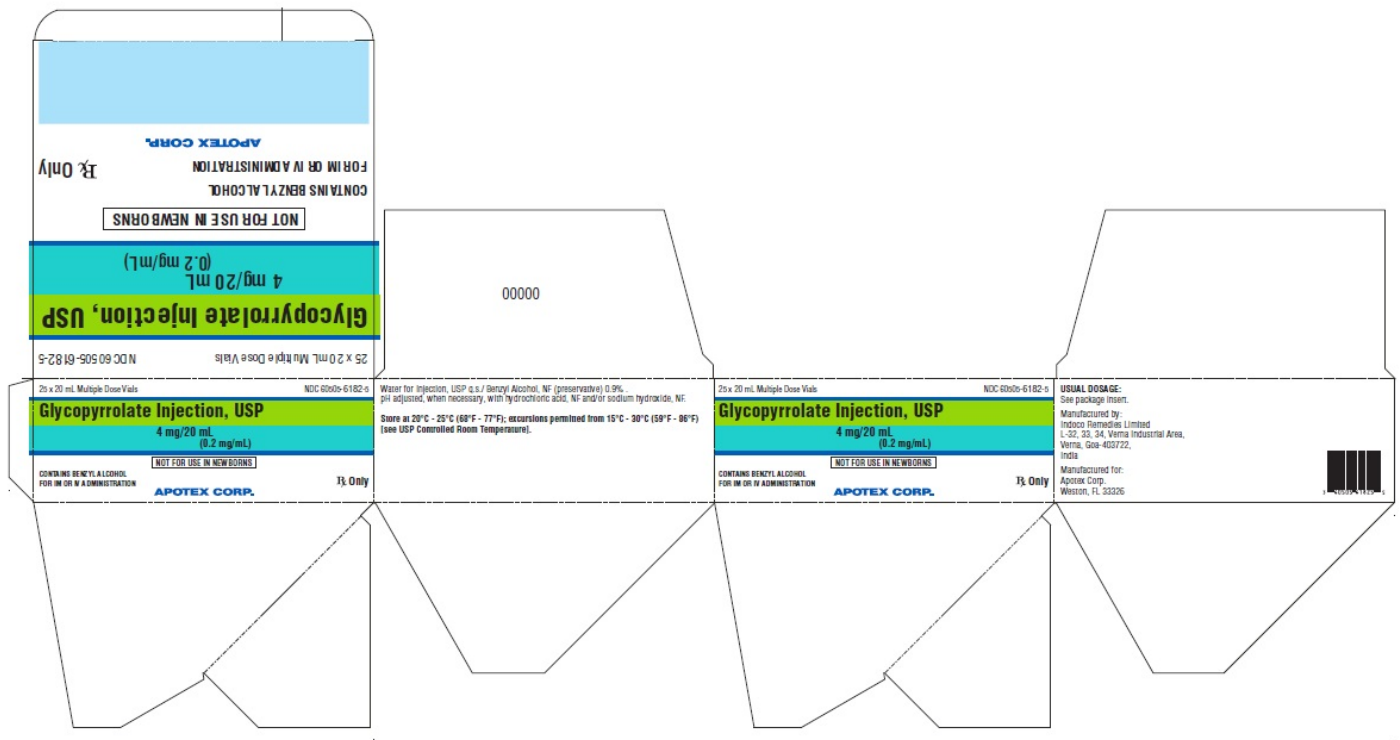 APOTEX CORP.
FOR IM OR IV ADMINISTRATION
℞ Only
CONTAINS BENZYL ALCOHOL
NOT FOR USE IN NEWBORNS
(0.2 mg/mL)
4 mg/20 mL
Glycopyrrolate Injection, USP
25 x 20 mL Multiple Dose Vials
NDC 60505-6182-5
00000
25 x 20 mL Multiple Dose Vials
NDC 60505-6182-5
Glycopyrrolate Injection, USP
4 mg/20 mL
(0.2 mg/mL)
NOT FOR USE IN NEWBORNS
CONTAINS BENZYL ALCOHOL
FOR IM OR IV ADMINISTRATION
℞ Only
APOTEX CORP.
Water for Injection, USP q.s./ Benzyl Alcohol, NF (preservative) 0.9% .
pH adjusted, when necessary, with hydrochloric acid, NF and/or sodium hydroxide, NF.
Store at 20°C - 25°C (68°F - 77°F); excursions permitted from 15°C - 30°C (59°F - 86°F)
[see USP Controlled Room Temperature].
25 x 20 mL Multiple Dose Vials
NDC 60505-6182-5
Glycopyrrolate Injection, USP
4 mg/20 mL
(0.2 mg/mL)
NOT FOR USE IN NEWBORNS
CONTAINS BENZYL ALCOHOL
FOR IM OR IV ADMINISTRATION
℞ Only
APOTEX CORP.
USUAL DOSAGE:
See package insert.
Manufactured by:
Indoco Remedies Limited
L-32, 33, 34, Verna Industrial Area,
Verna, Goa-403722,
India
Manufactured for:
Apotex Corp.
Weston, FL 33326